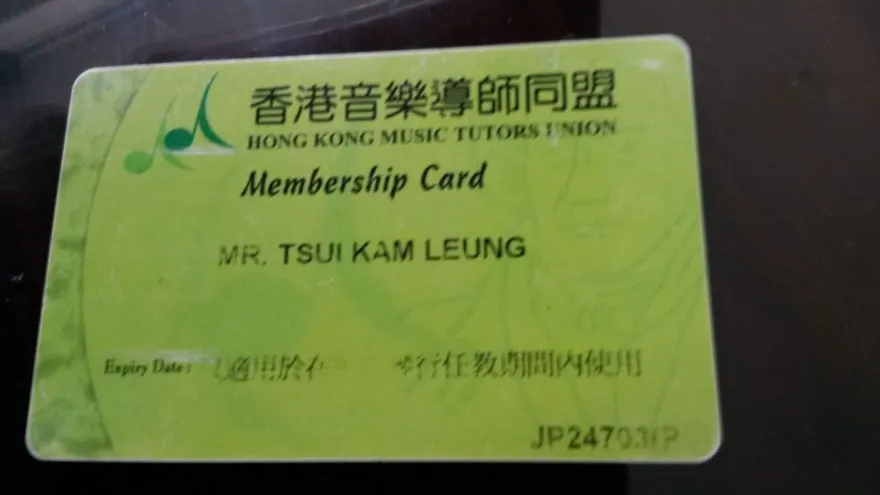 香港音樂導師同盟
HONG KONG MUSIC TUTORS UNION
Membership Card
MR. TSUI KAM LEUNG
Expiry Date: 適用於在 行任教期間內使用